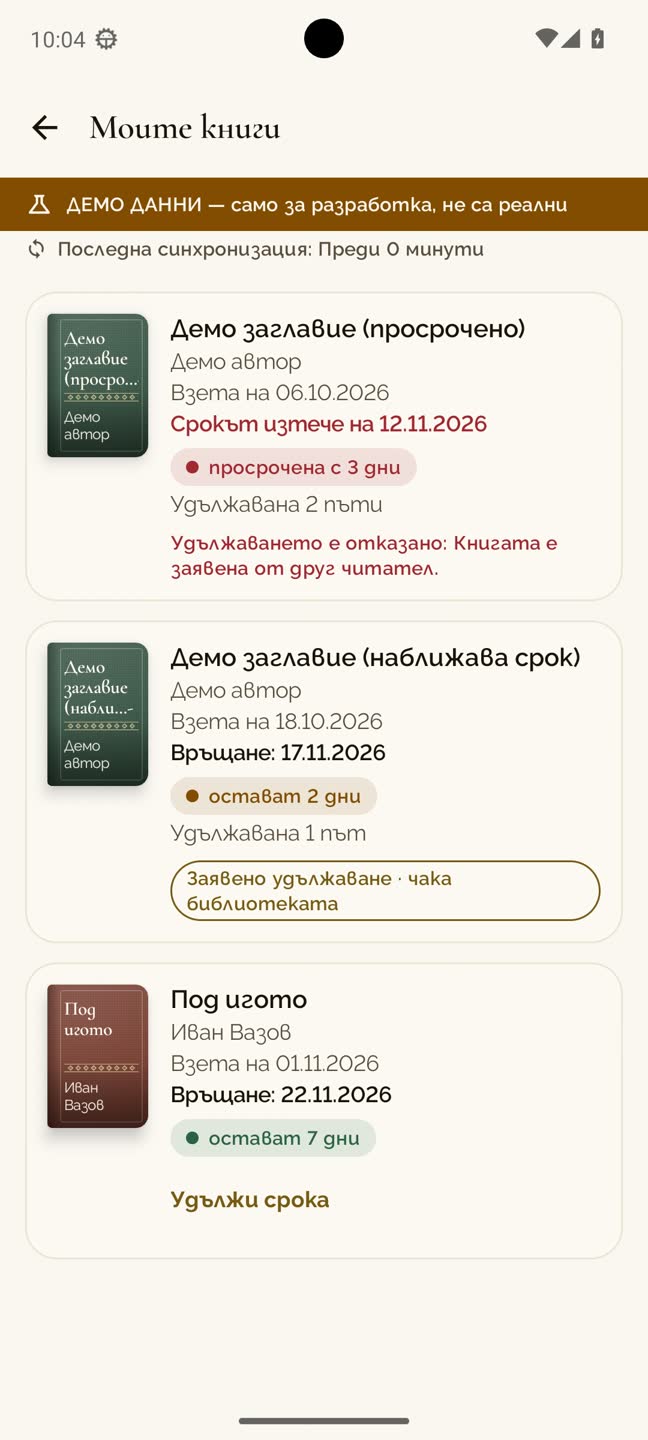 10:04
Моите книги
ДЕМО ДАННИ — само за разработка, не са реални
Последна синхронизация: Преди 0 минути
Демо
заглавие
(просро...
Демо
автор
Демо заглавие (просрочено)
Демо автор
Взета на 06.10.2026
Срокът изтече на 12.11.2026
просрочена с 3 дни
Удължавана 2 пъти
Удължаването е отказано: Книгата е
заявена от друг читател.
Демо
заглавие
(набли...-
Демо
автор
Демо заглавие (наближава срок)
Демо автор
Взета на 18.10.2026
Връщане: 17.11.2026
остават 2 дни
Удължавана 1 път
Заявено удължаване · чака
библиотеката
Под
игото
Иван
Вазов
Под игото
Иван Вазов
Взета на 01.11.2026
Връщане: 22.11.2026
остават 7 дни
Удължи срока